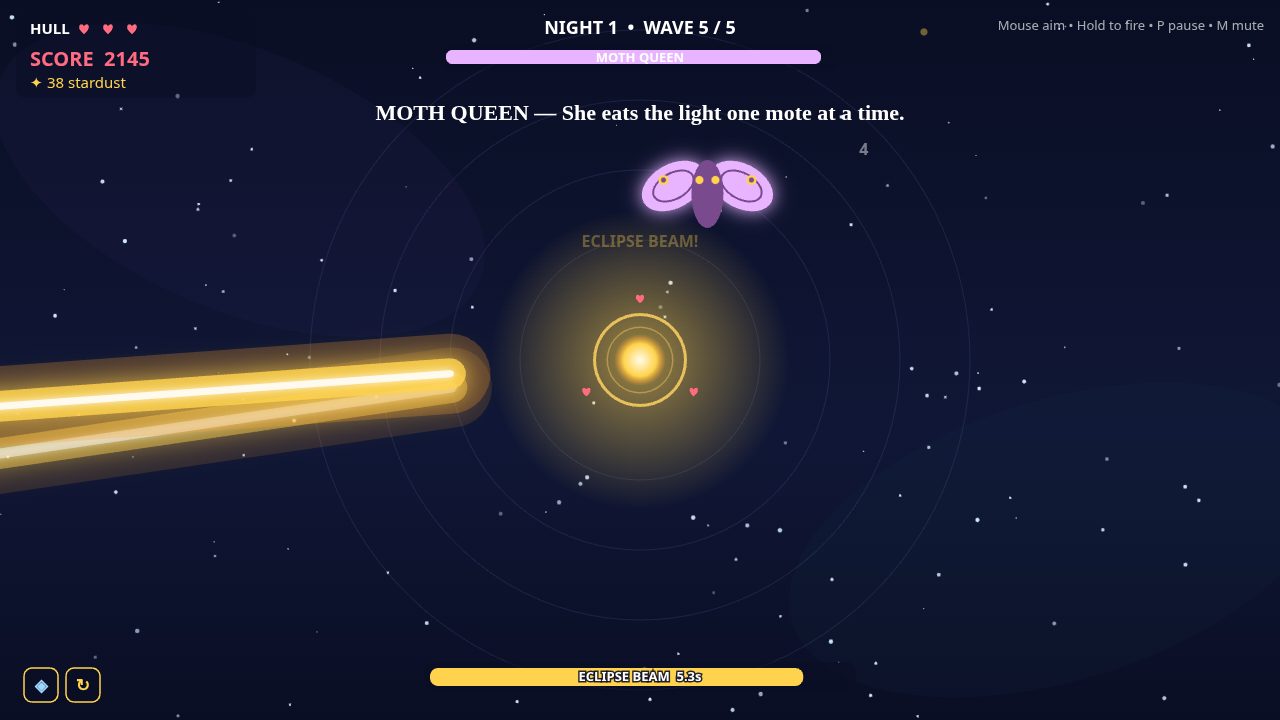 HULL ♥ ♥ ♥
SCORE 2145
✦ 38 stardust
NIGHT 1 • WAVE 5 / 5
MOTH QUEEN
Mouse aim • Hold to fire • P pause • M mute
MOTH QUEEN — She eats the light one mote at a time.
4
ECLIPSE BEAM!
ECLIPSE BEAM 5.3s